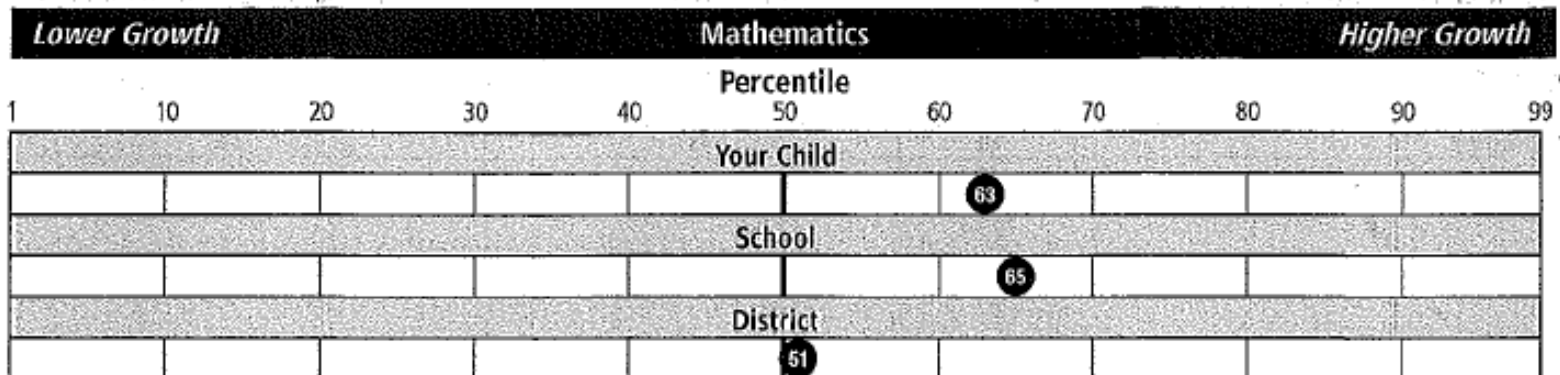 Lower Growth Mathematics Higher Growth
Percentile
1 10 20 30 40 50 60 70 80 90 99
Your Child
63
School
65
District
51